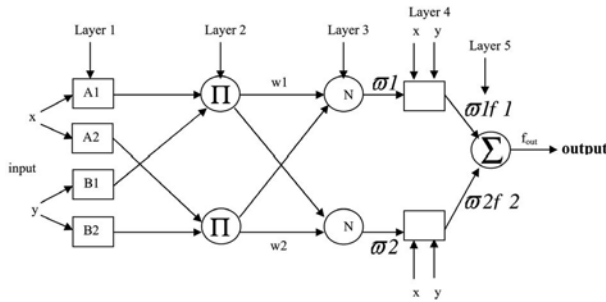 Layer 1
Layer 2
Layer 3
Layer 4
Layer 5
x y
A1
A2
B1
B2
x
input
y
Π
Π
w1
w2
N
N
ϖ1
ϖ2
ϖ1f 1
ϖ2f 2
Σ
fout
output
x y